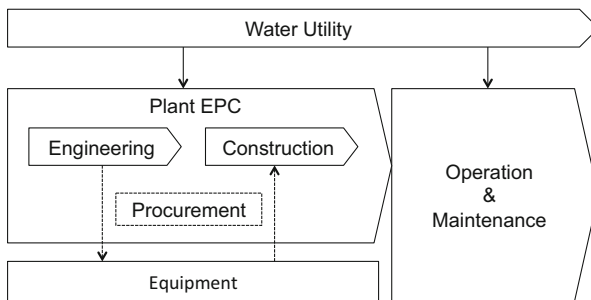 Water Utility
Plant EPC
Engineering
Construction
Procurement
Operation
&
Maintenance
Equipment